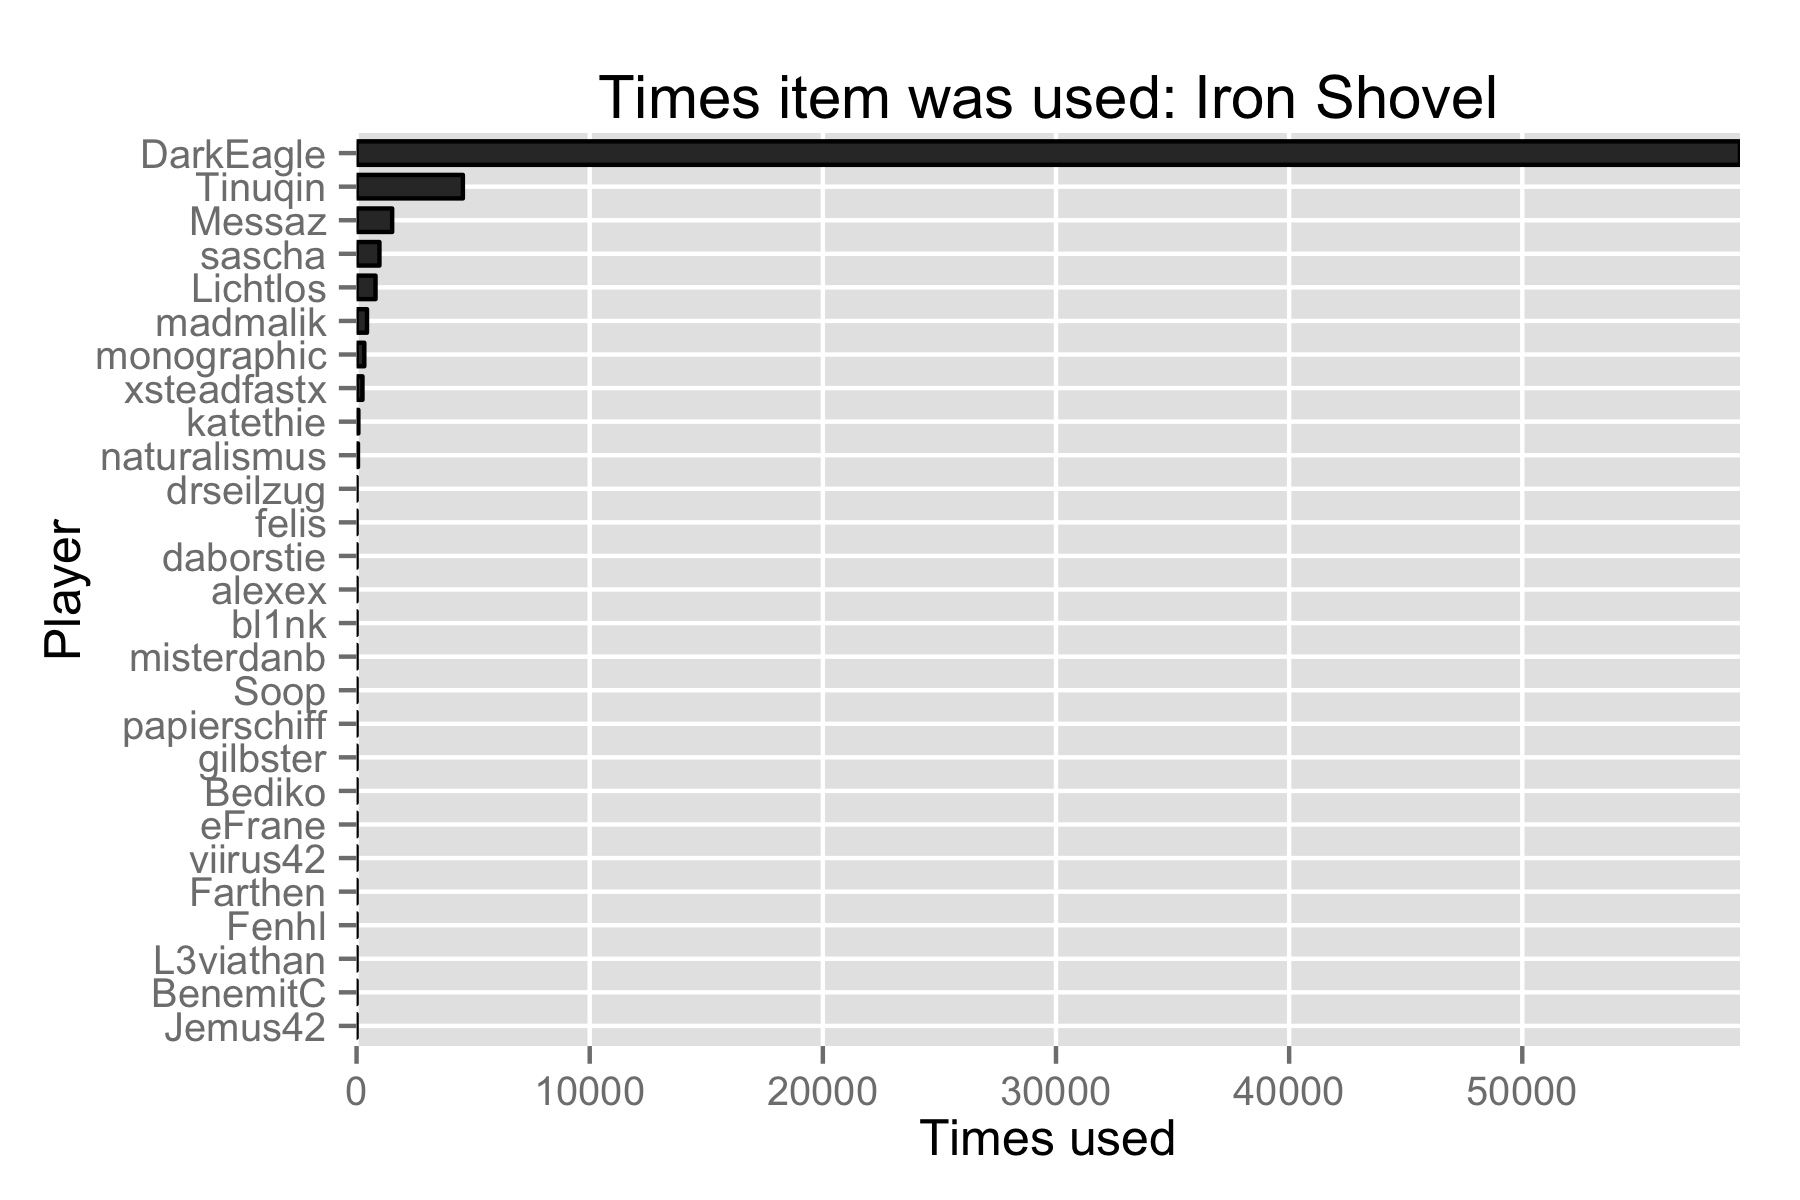 Times item was used: Iron Shovel
DarkEagle
Tinuqin
Messaz
sascha
Lichtlos
madmalik
monographic
xsteadfastx
katethie
naturalismus
drseilzug
felis
daborstie
alexex
bl1nk
misterdanb
Soop
papierschiff
gilbster
Bediko
eFrane
viirus42
Farthen
Fenhl
L3viathan
BenemitC
Jemus42
Player
0 10000 20000 30000 40000 50000
Times used